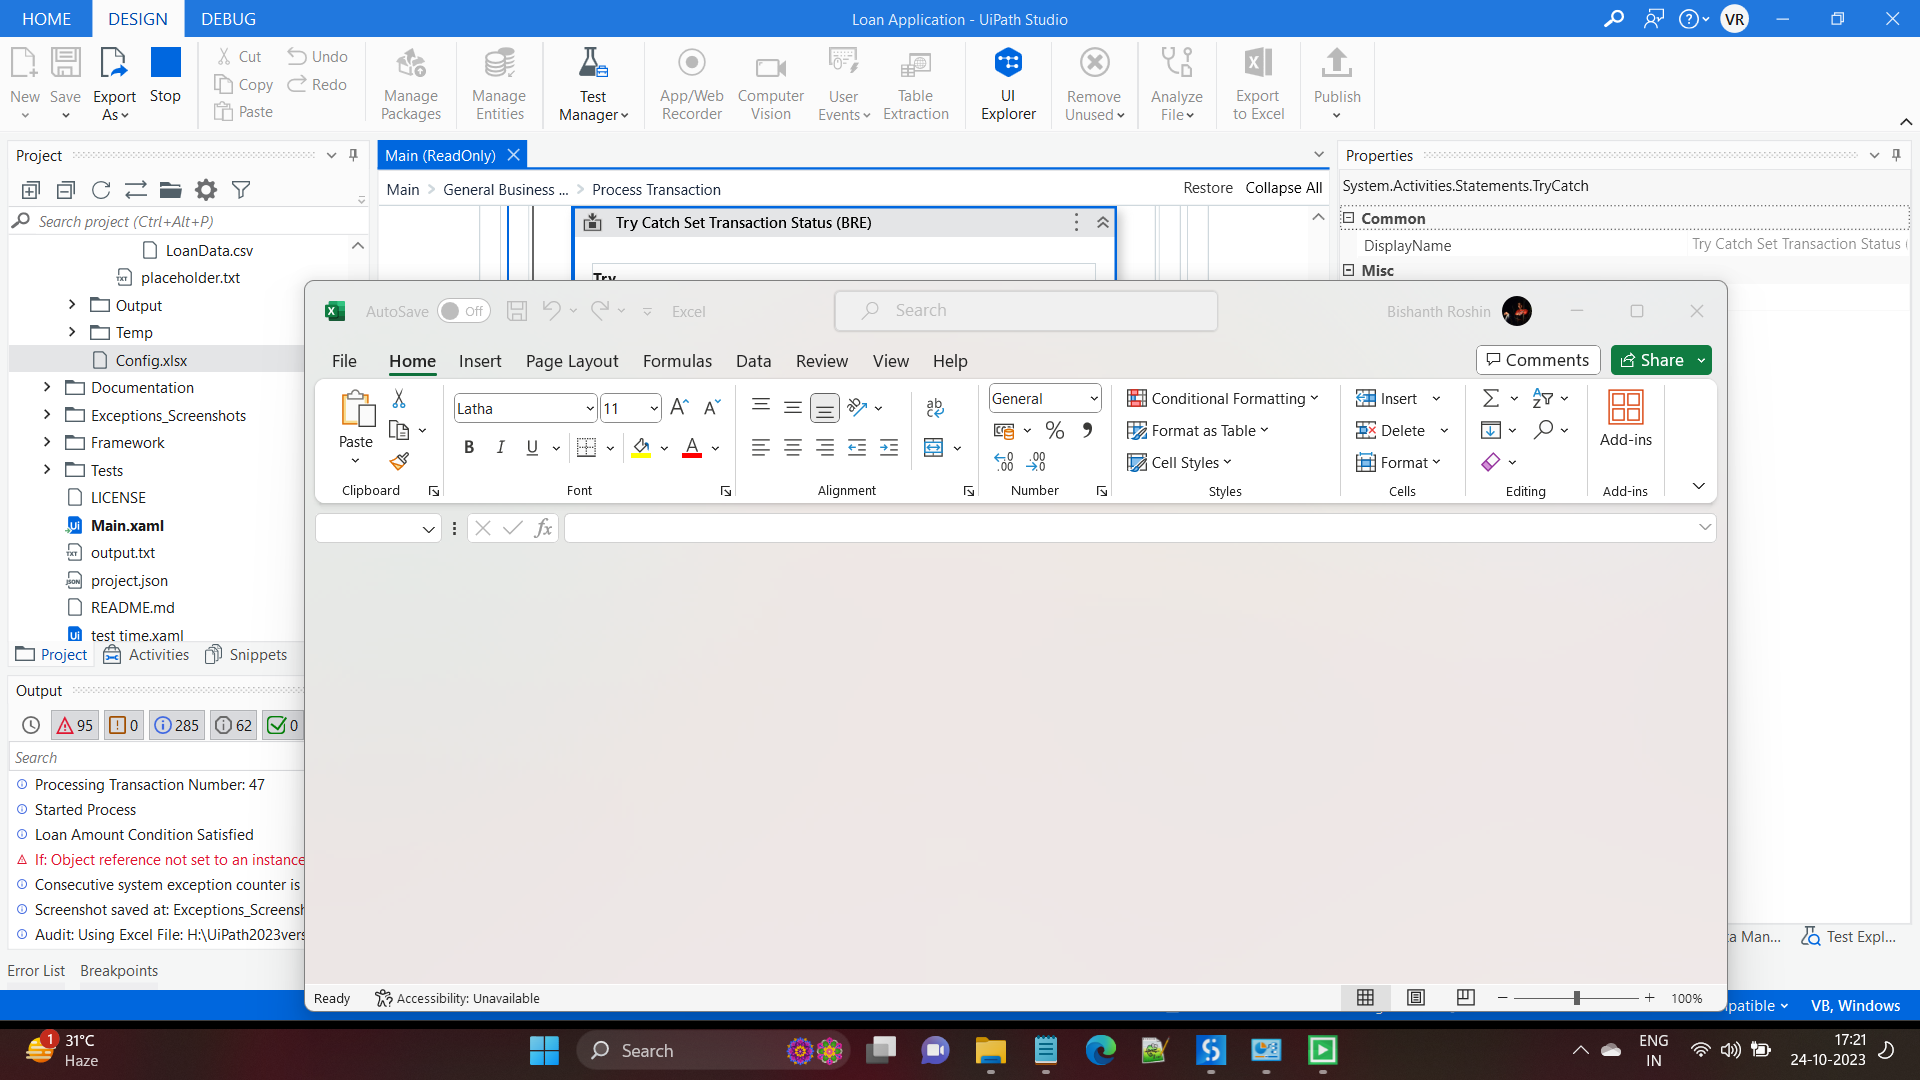 HOME DESIGN DEBUG Loan Application - UiPath Studio VR
New Save Export As Stop Cut Copy Paste Undo Redo Manage Packages Manage Entities Test Manager App/Web Recorder Computer Vision User Events Table Extraction UI Explorer Remove Unused Analyze File Export to Excel Publish
Project
Main (ReadOnly)
Properties
Main > General Business ... > Process Transaction Restore Collapse All
System.Activities.Statements.TryCatch
Search project (Ctrl+Alt+P)
Common
DisplayName Try Catch Set Transaction Status (
Misc
Try Catch Set Transaction Status (BRE)
Try
LoanData.csv
placeholder.txt
Output
Temp
Config.xlsx
Documentation
Exceptions_Screenshots
Framework
Tests
LICENSE
Main.xaml
output.txt
project.json
README.md
test time.xaml
Project Activities Snippets
Output
95 0 285 62 0
Search
Processing Transaction Number: 47
Started Process
Loan Amount Condition Satisfied
If: Object reference not set to an instance
Consecutive system exception counter is
Screenshot saved at: Exceptions_Screensh
Audit: Using Excel File: H:\UiPath2023vers
Error List Breakpoints
AutoSave Off Excel Search Bishanth Roshin
File Home Insert Page Layout Formulas Data Review View Help Comments Share
Paste
Clipboard
Latha 11
B I U A
Font
ab
Alignment
General
% 9
.00 .00
Number
Conditional Formatting
Format as Table
Cell Styles
Styles
Insert
Delete
Format
Cells
Editing
Add-ins
Add-ins
fx
Ready Accessibility: Unavailable 100%
ta Man... Test Expl...
patible VB, Windows
1 31°C
Haze
Search
ENG
IN
17:21
24-10-2023